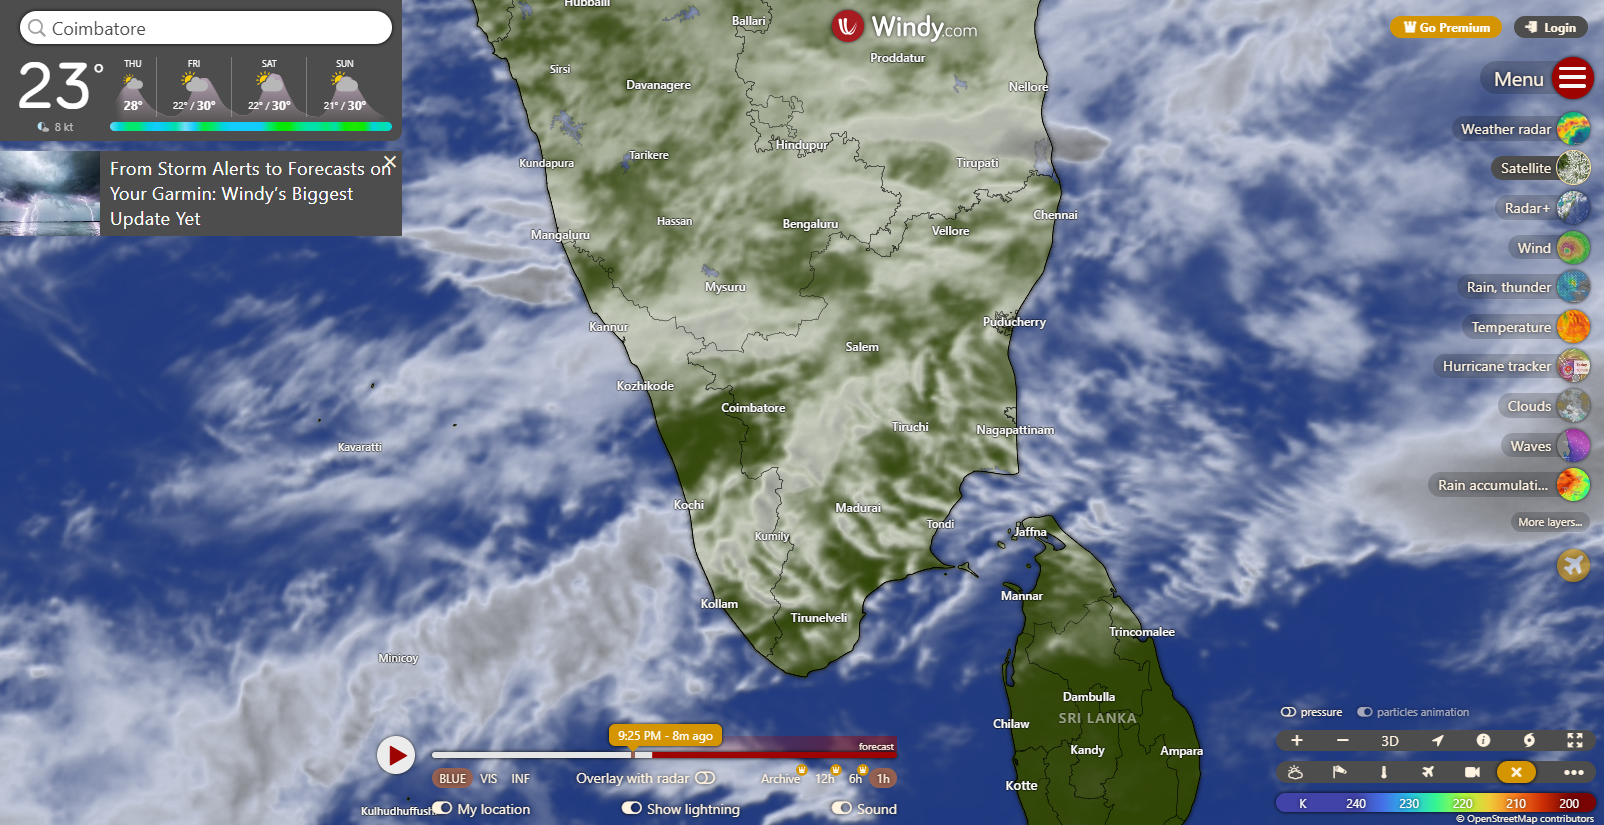 Coimbatore
23°
8 kt
THU
28°
FRI
22° / 30°
SAT
22° / 30°
SUN
21° / 30°
From Storm Alerts to Forecasts on
Your Garmin: Windy’s Biggest
Update Yet
Windy.com
Go Premium
Login
Menu
Weather radar
Satellite
Radar+
Wind
Rain, thunder
Temperature
Hurricane tracker
Clouds
Waves
Rain accumulati...
More layers...
Hubballi
Ballari
Proddatur
Sirsi
Davanagere
Nellore
Kundapura
Tarikere
Hindupur
Tirupati
Hassan
Bengaluru
Chennai
Mangaluru
Vellore
Mysuru
Kannur
Puducherry
Salem
Kozhikode
Coimbatore
Tiruchi
Nagapattinam
Kavaratti
Kochi
Madurai
Tondi
Kumily
Jaffna
Mannar
Kollam
Tirunelveli
Trincomalee
Minicoy
Dambulla
SRI LANKA
Chilaw
Kandy
Ampara
Kotte
Kulhudhuffushi
9:25 PM - 8m ago
forecast
BLUE
VIS
INF
Overlay with radar
Archive
12h
6h
1h
My location
Show lightning
Sound
pressure
particles animation
+
−
3D
K
240
230
220
210
200
© OpenStreetMap contributors